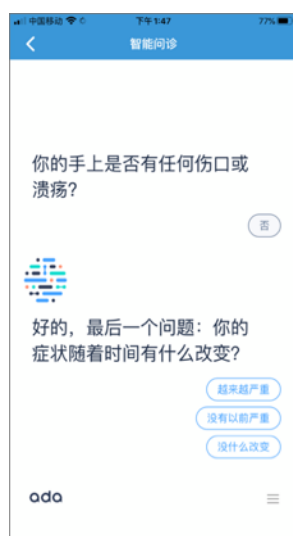 中国移动 下午1:47 77%
智能问诊
你的手上是否有任何伤口或
溃疡?
否
好的，最后一个问题：你的
症状随着时间有什么改变?
越来越严重
没有以前严重
没什么改变
ada